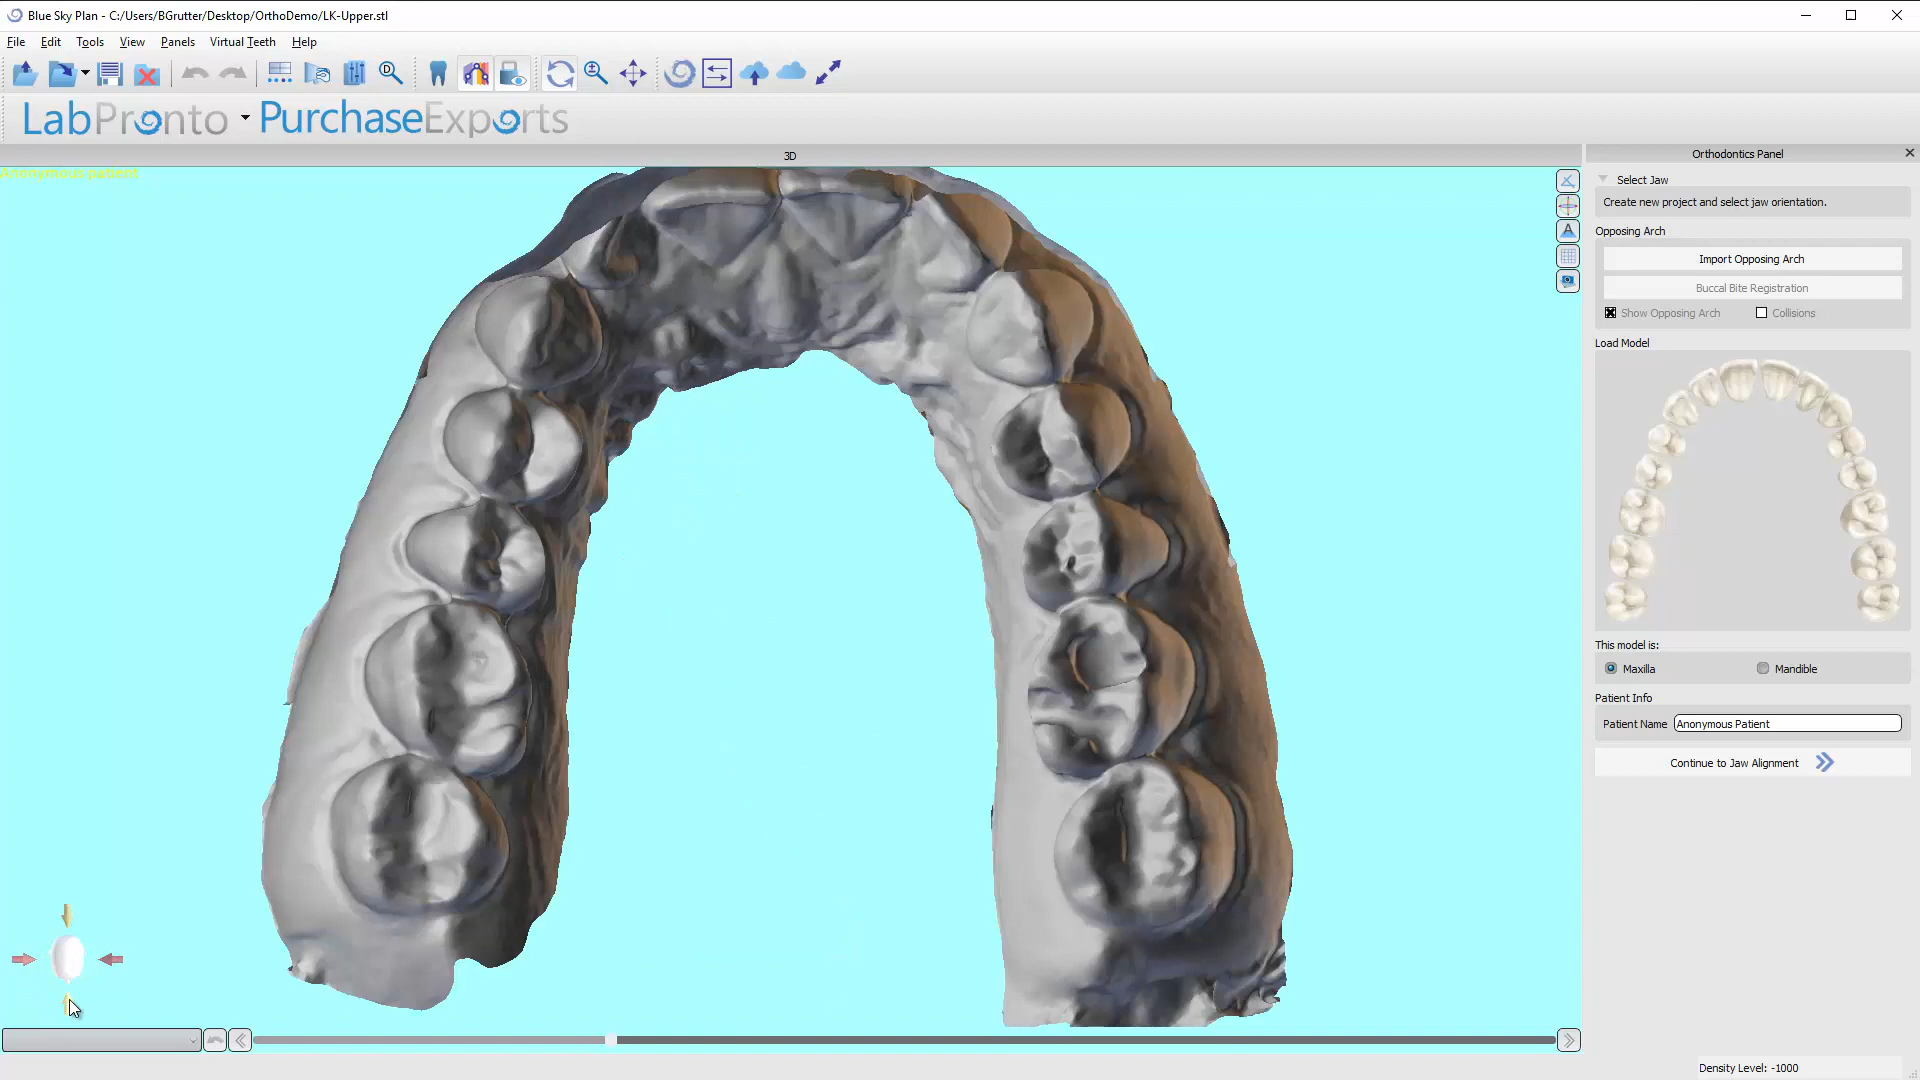 Blue Sky Plan - C:/Users/BGrutter/Desktop/OrthoDemo/LK-Upper.stl
File Edit Tools View Panels Virtual Teeth Help
D
LabPronto PurchaseExports
3D
Orthodontics Panel
Anonymous patient
Select Jaw
Create new project and select jaw orientation.
Opposing Arch
Import Opposing Arch
Buccal Bite Registration
Show Opposing Arch Collisions
Load Model
This model is:
Maxilla Mandible
Patient Info
Patient Name Anonymous Patient
Continue to Jaw Alignment
Density Level: -1000